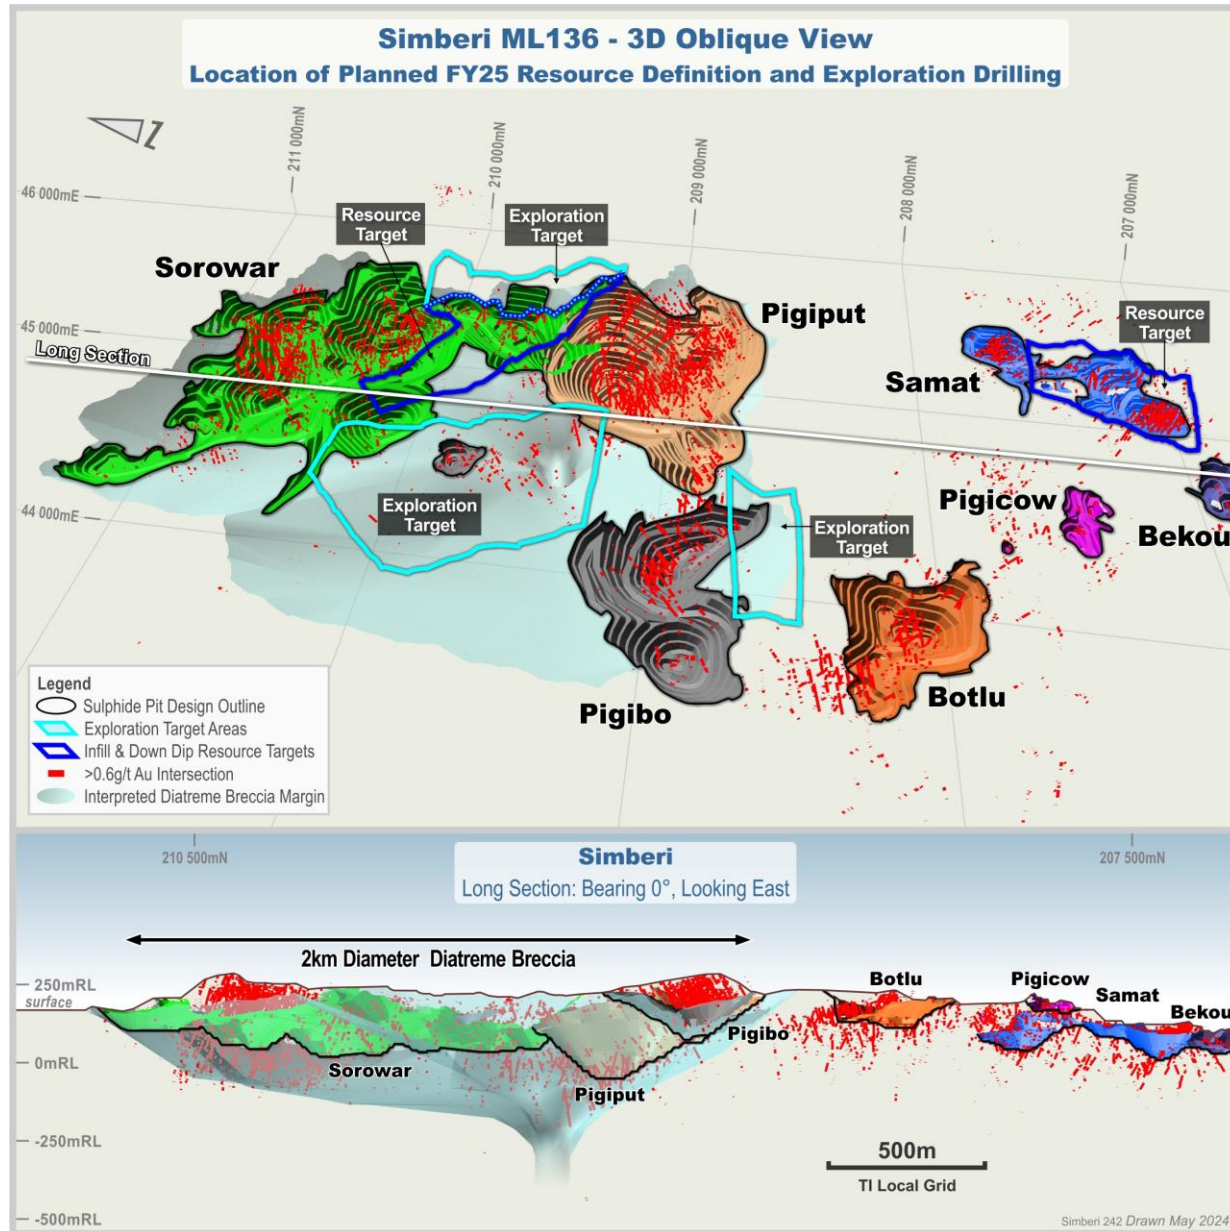 Simberi ML136 - 3D Oblique View
Location of Planned FY25 Resource Definition and Exploration Drilling
Z
211 000mN
210 000mN
209 000mN
208 000mN
207 000mN
46 000mE
45 000mE
44 000mE
Resource
Target
Exploration
Target
Sorowar
Pigiput
Long Section
Resource
Target
Samat
Pigicow
Bekou
Exploration
Target
Exploration
Target
Pigibo
Botlu
Legend
Sulphide Pit Design Outline
Exploration Target Areas
Infill & Down Dip Resource Targets
>0.6g/t Au Intersection
Interpreted Diatreme Breccia Margin
210 500mN
207 500mN
Simberi
Long Section: Bearing 0°, Looking East
2km Diameter Diatreme Breccia
250mRL
surface
0mRL
-250mRL
-500mRL
Sorowar
Pigiput
Pigibo
Botlu
Pigicow
Samat
Bekou
500m
TI Local Grid
Simberi 242 Drawn May 2024